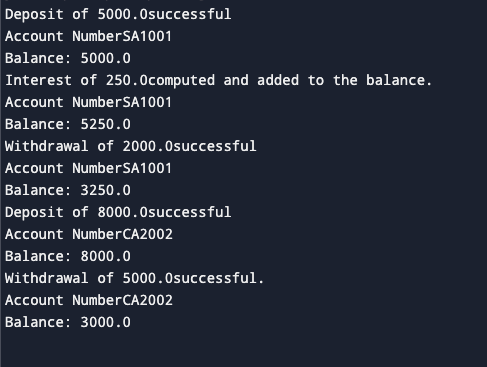 Deposit of 5000.0successful
Account NumberSA1001
Balance: 5000.0
Interest of 250.0computed and added to the balance.
Account NumberSA1001
Balance: 5250.0
Withdrawal of 2000.0successful
Account NumberSA1001
Balance: 3250.0
Deposit of 8000.0successful
Account NumberCA2002
Balance: 8000.0
Withdrawal of 5000.0successful.
Account NumberCA2002
Balance: 3000.0